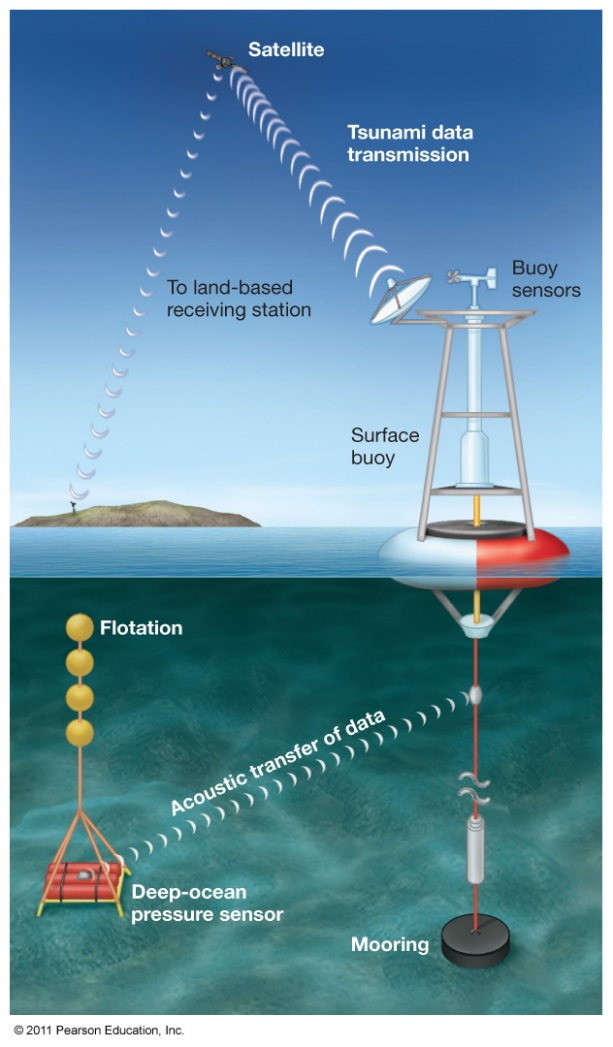 Satellite
Tsunami data
transmission
Buoy
sensors
To land-based
receiving station
Surface
buoy
Flotation
Acoustic transfer of data
Deep-ocean
pressure sensor
Mooring
© 2011 Pearson Education, Inc.